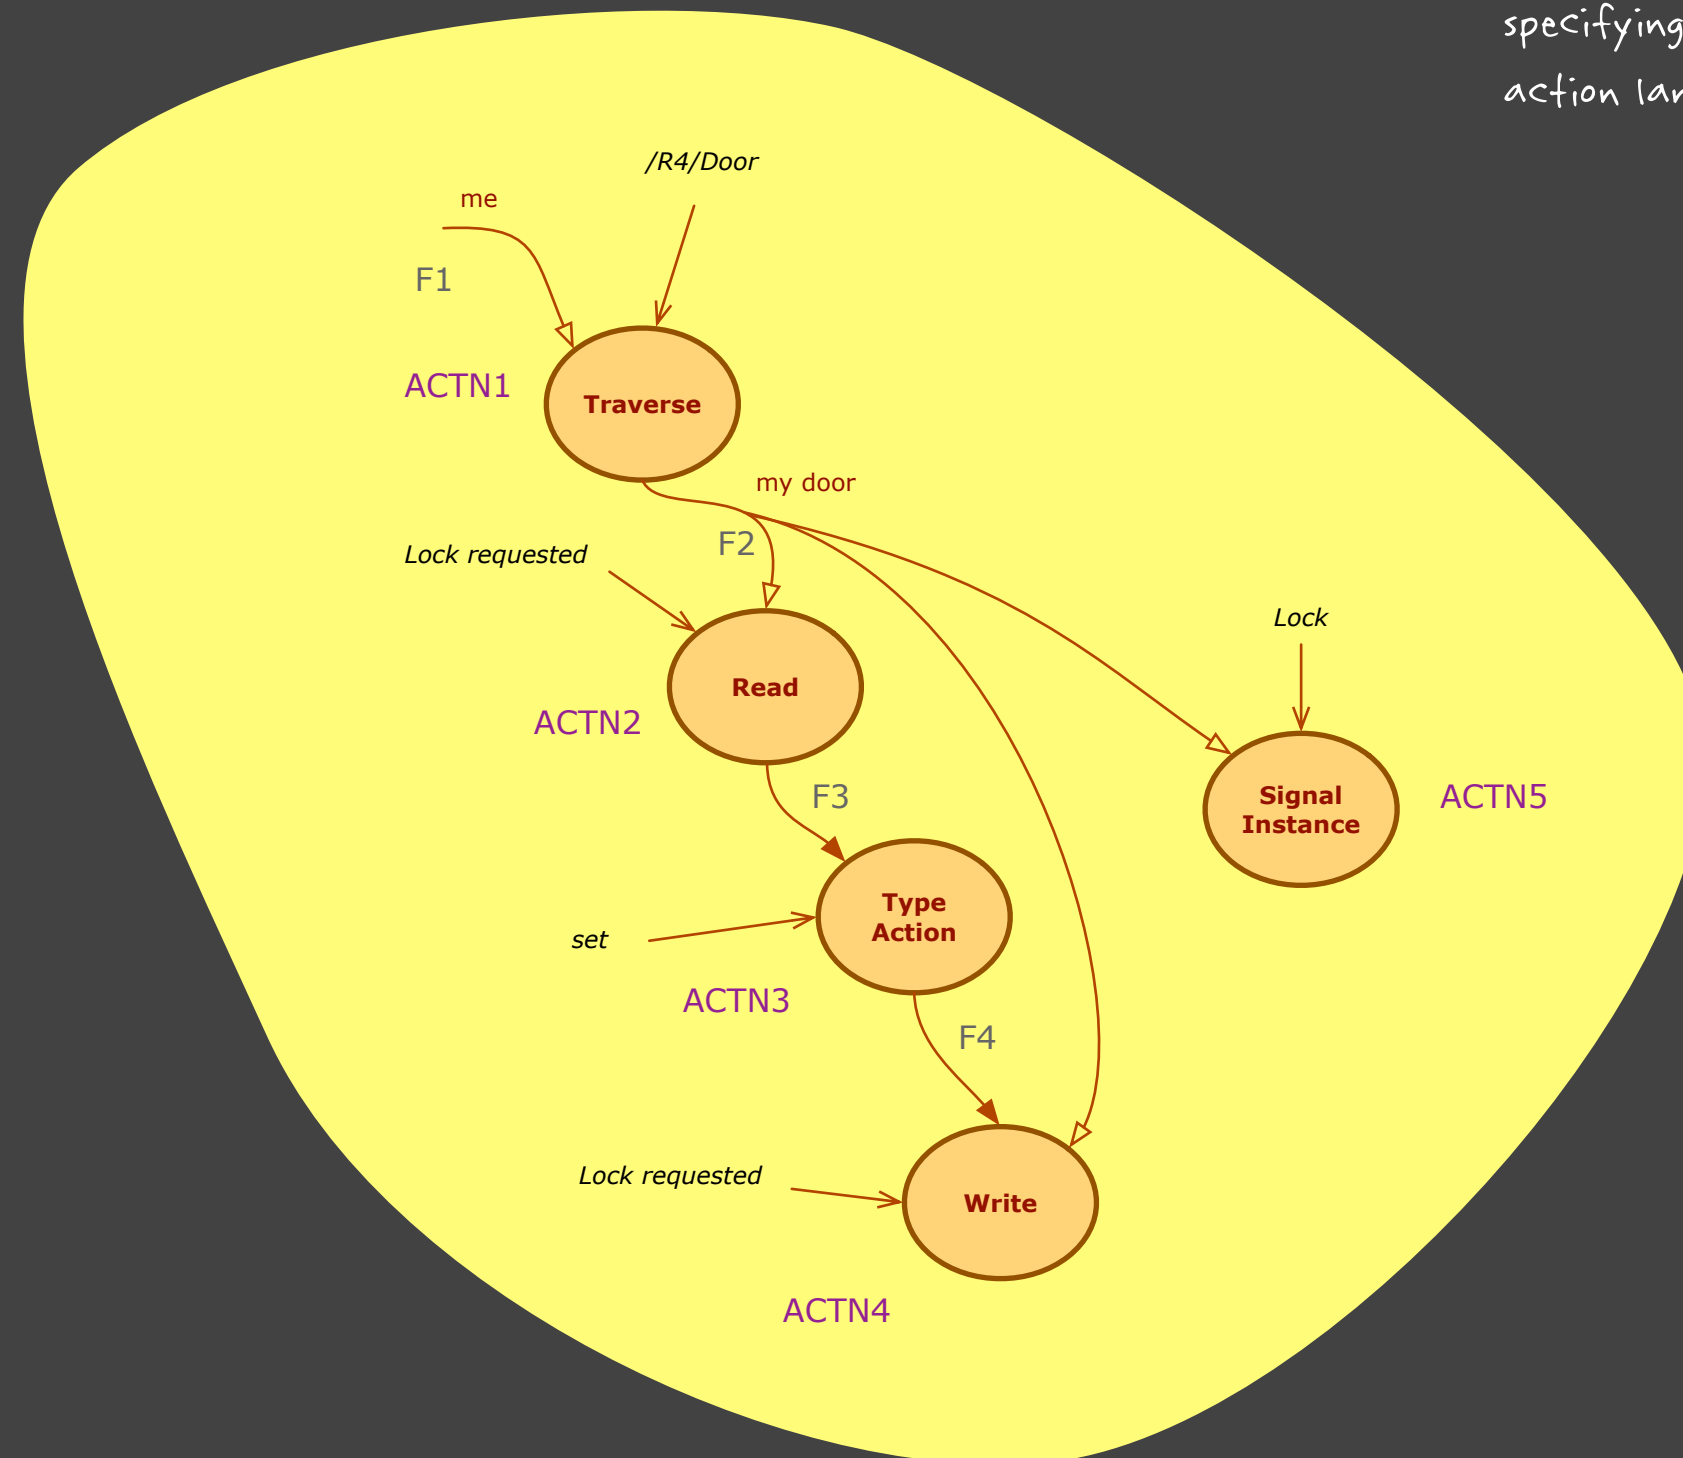 specifying
action
/R4/Door
me
F1
ACTN1
Traverse
my door
F2
Lock requested
Lock
Read
ACTN2
F3
Signal
Instance
ACTN5
Type
Action
set
ACTN3
F4
Lock requested
Write
ACTN4